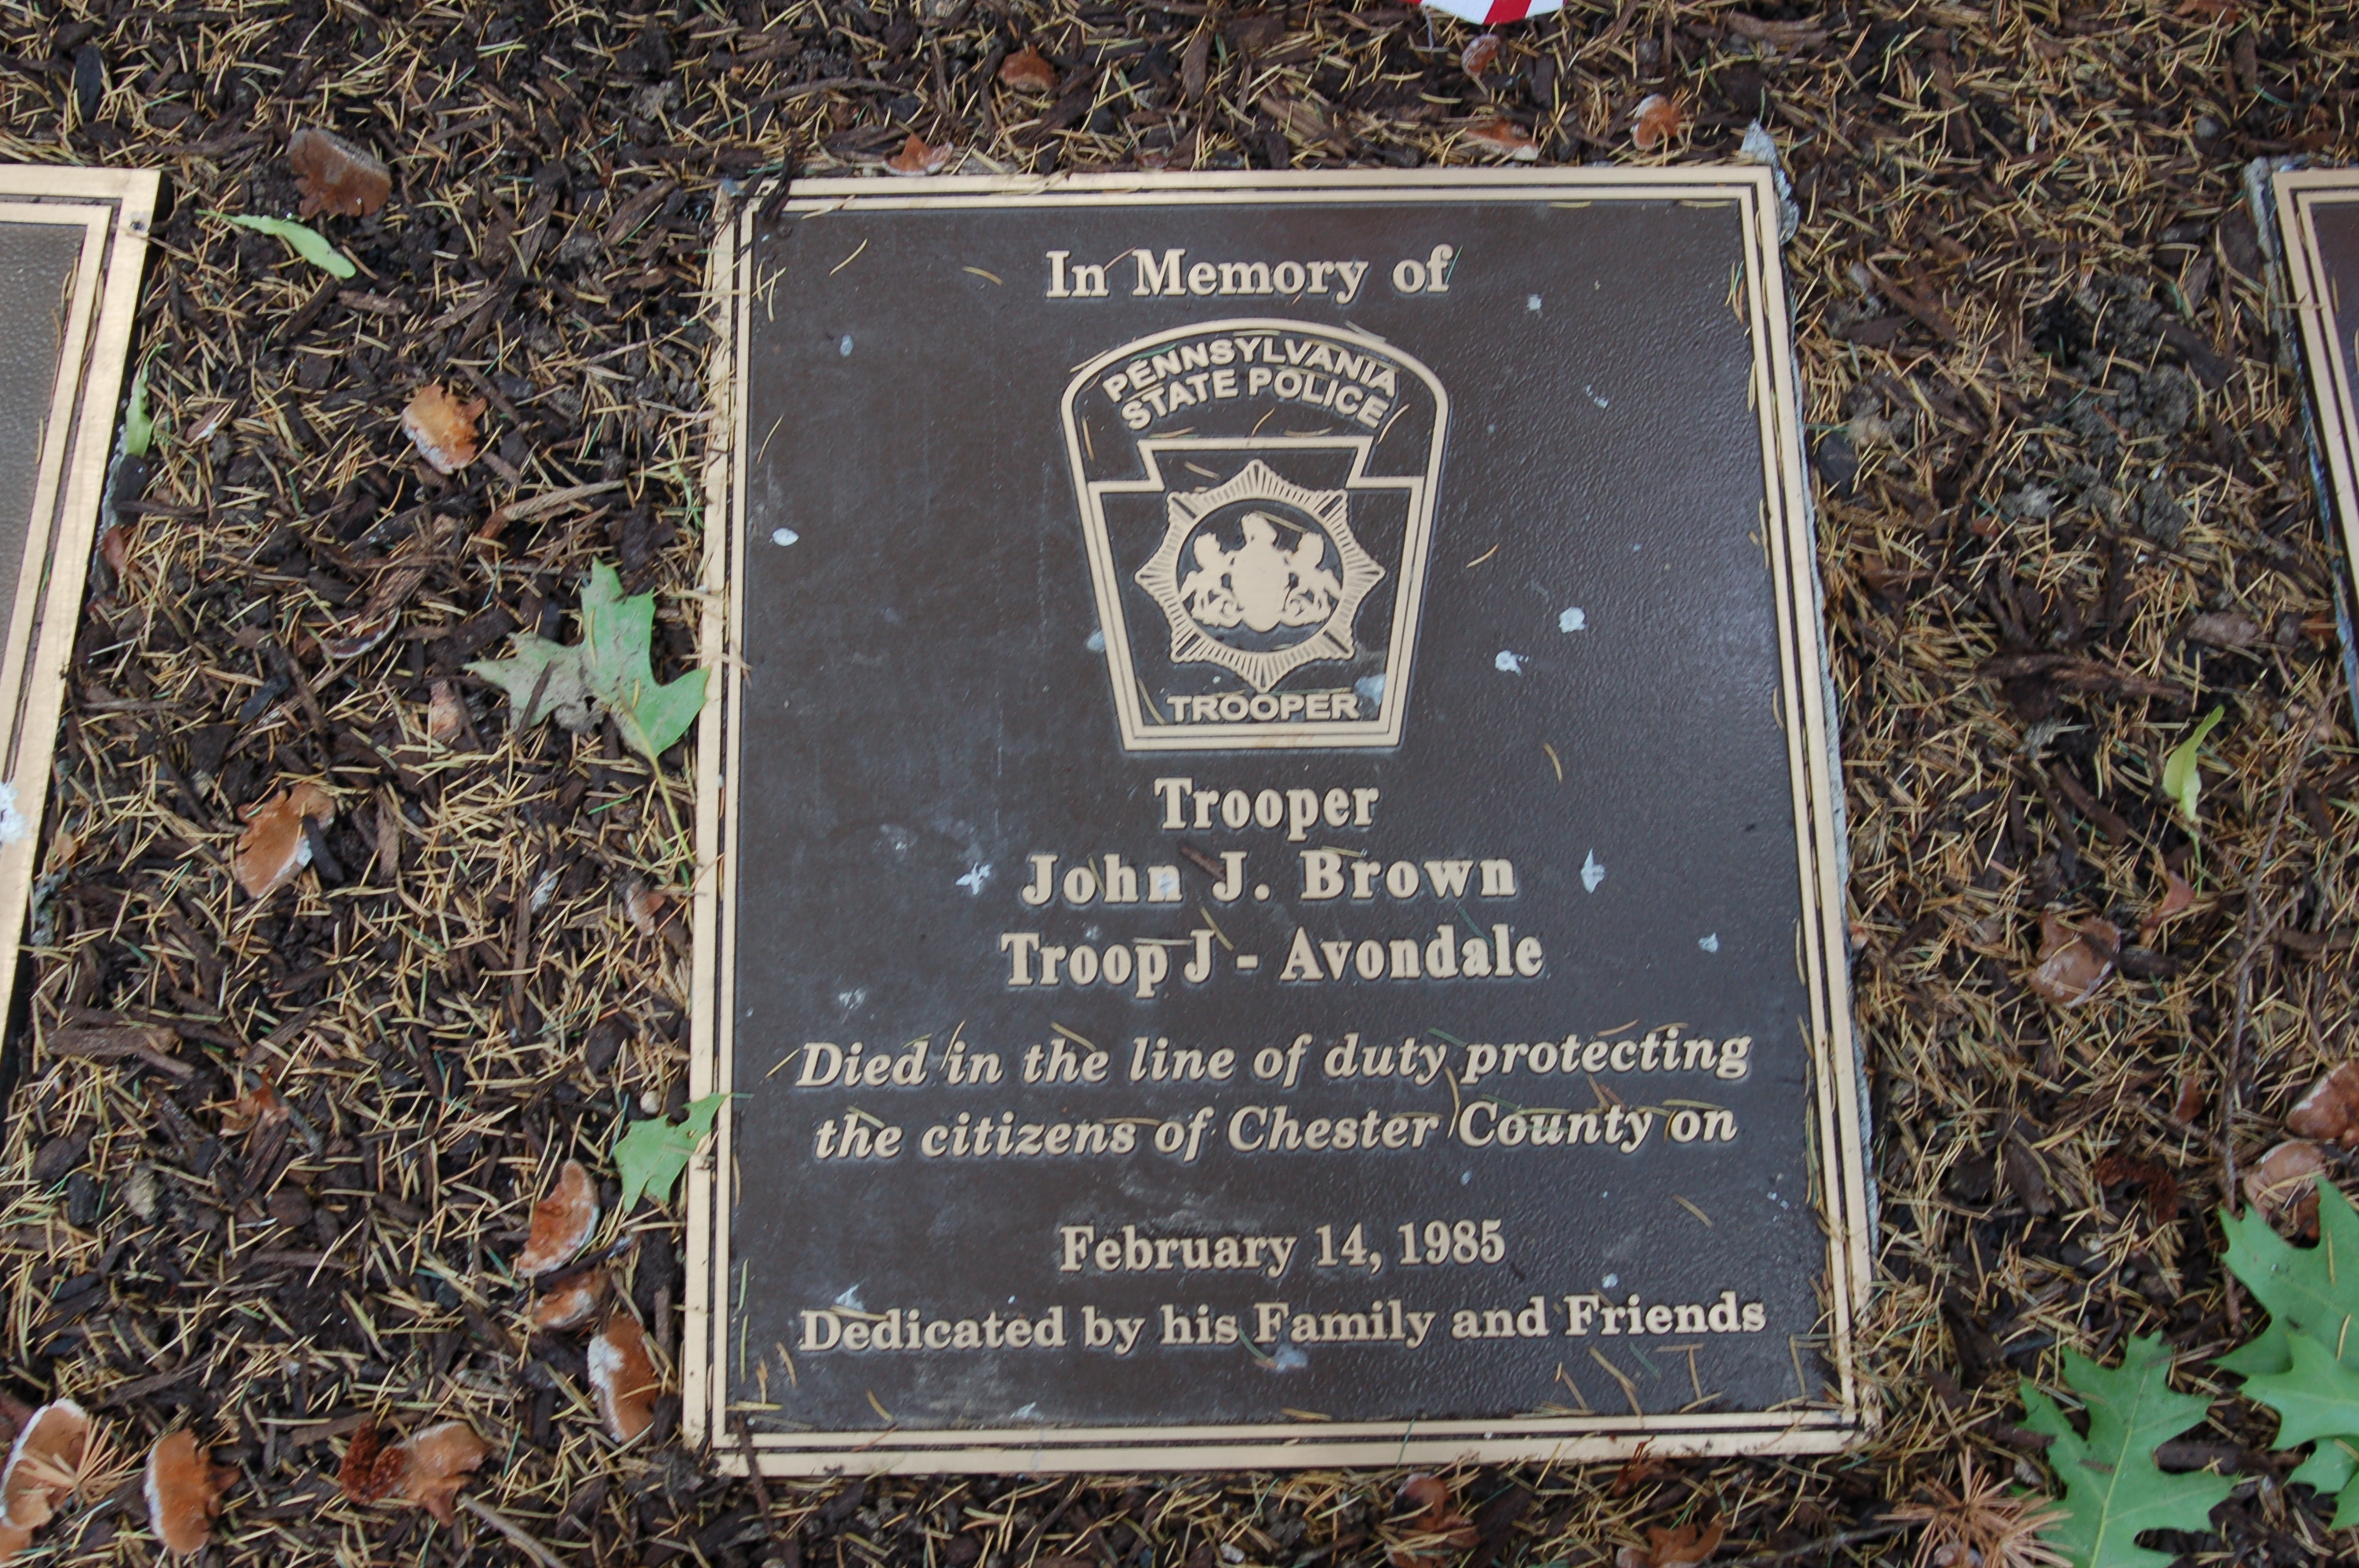 In Memory of
PENNSYLVANIA
STATE POLICE
TROOPER
Trooper
John J. Brown
Troop J - Avondale
Died in the line of duty protecting
the citizens of Chester County on
February 14, 1985
Dedicated by his Family and Friends